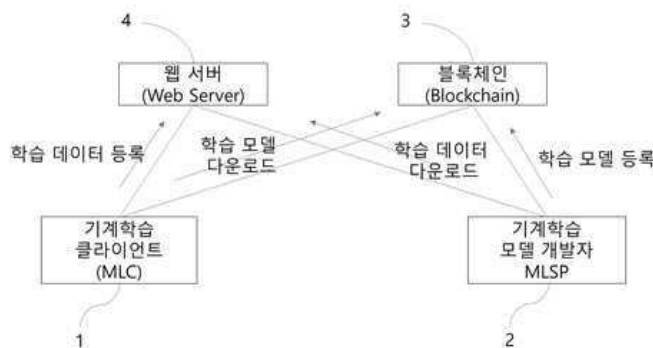 4
3
웹 서버
(Web Server)
블록체인
(Blockchain)
학습 데이터 등록
학습 모델
다운로드
학습 데이터
다운로드
학습 모델 등록
기계학습
클라이언트
(MLC)
기계학습
모델 개발자
MLSP
1
2